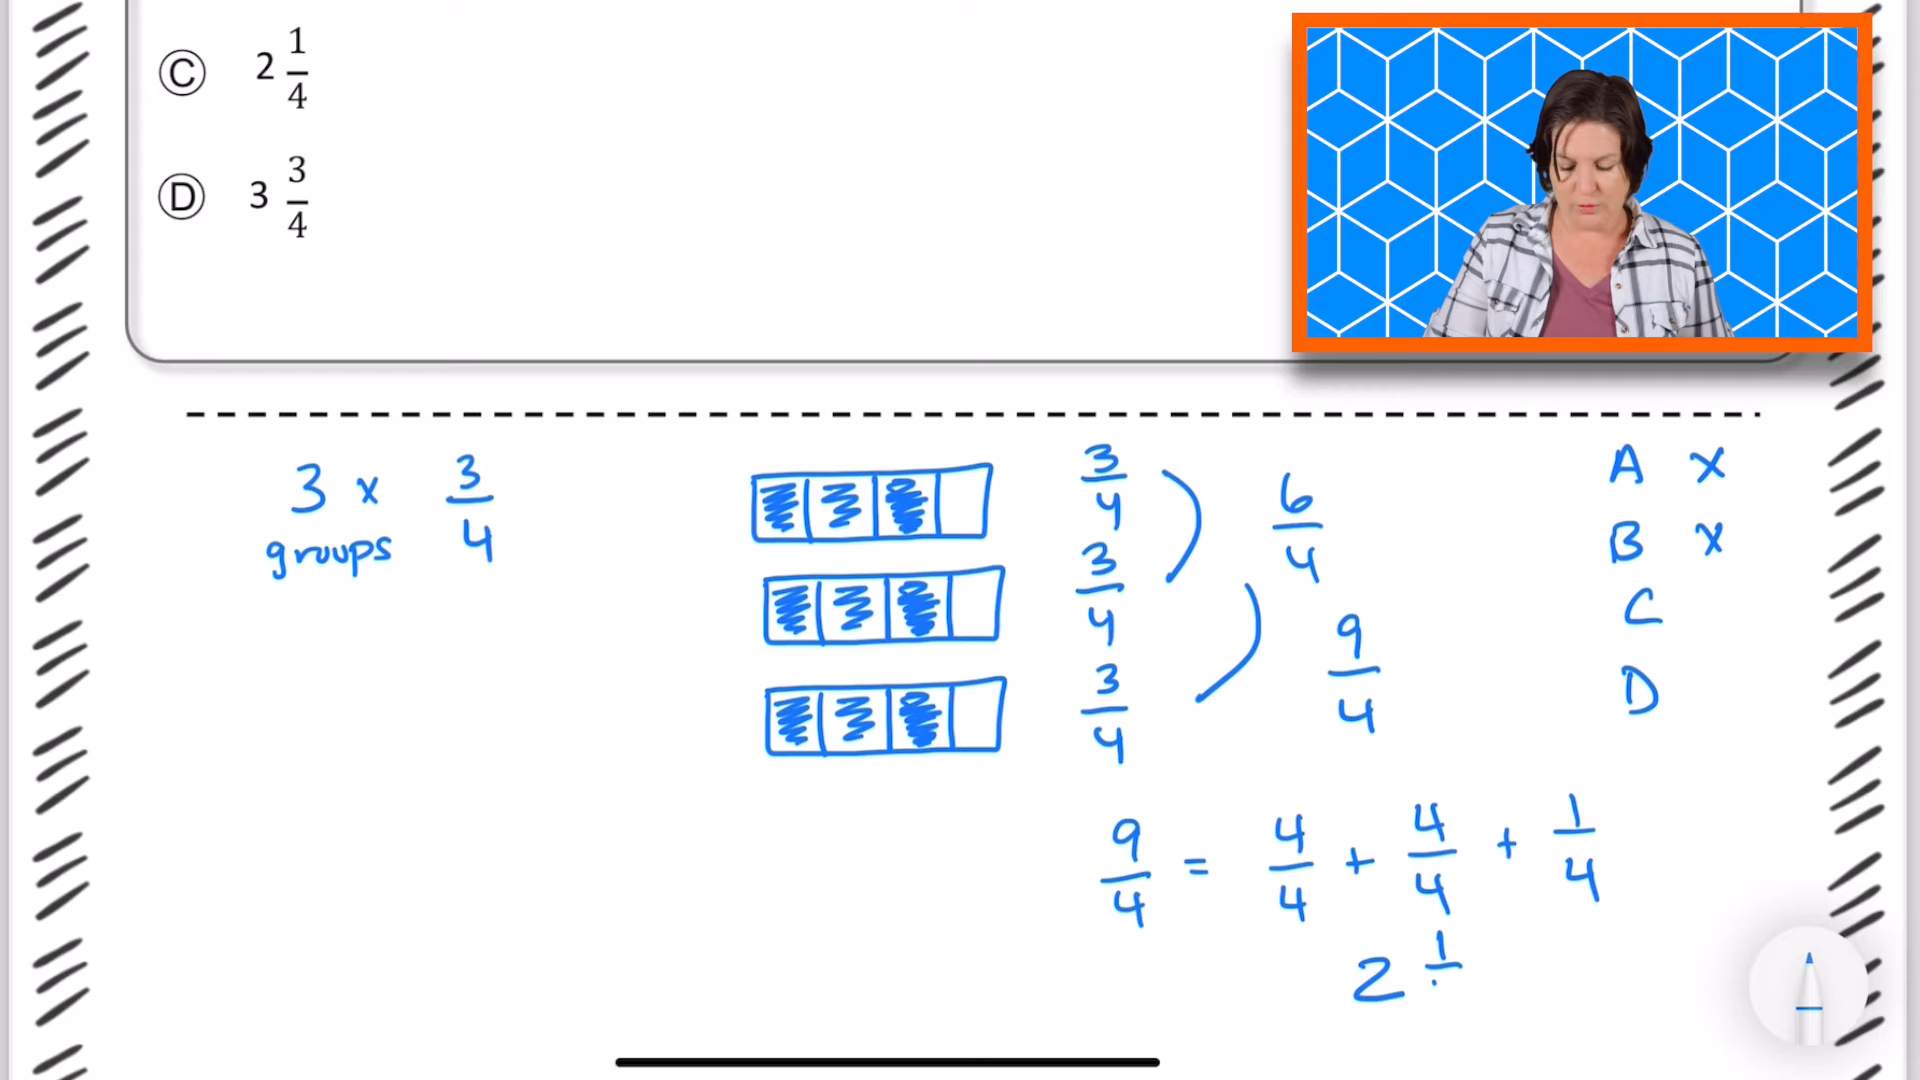 Ⓒ 2 1/4
Ⓓ 3 3/4
3 x 3/4
groups
3/4
3/4
3/4
6/4
9/4
A x
B x
C
D
9/4 = 4/4 + 4/4 + 1/4
2 1/